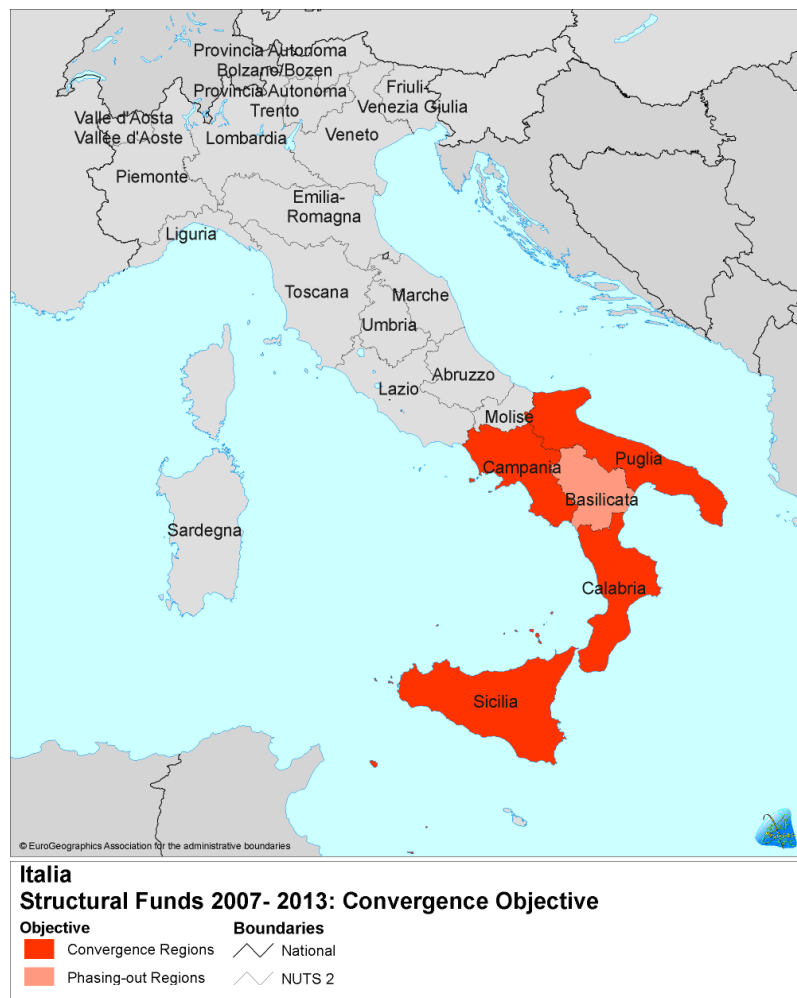 Provincia Autonoma
Bolzano/Bozen
Provincia Autonoma
Trento
Friuli-
Venezia Giulia
Valle d'Aosta
Vallée d'Aoste
Lombardia
Veneto
Piemonte
Emilia-
Romagna
Liguria
Toscana
Marche
Umbria
Abruzzo
Lazio
Molise
Campania
Puglia
Basilicata
Sardegna
Calabria
Sicilia
© EuroGeographics Association for the administrative boundaries
Italia
Structural Funds 2007- 2013: Convergence Objective
Objective
Boundaries
Convergence Regions
National
Phasing-out Regions
NUTS 2